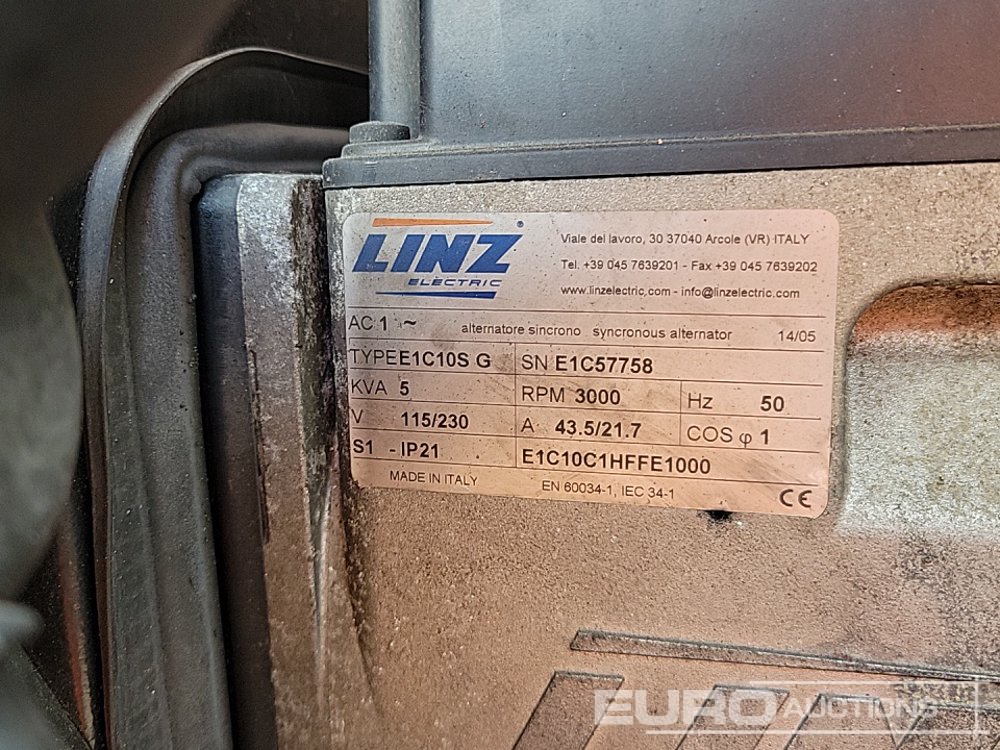 LINZ®
ELECTRIC
Viale del lavoro, 30 37040 Arcole (VR) ITALY
Tel. +39 045 7639201 - Fax +39 045 7639202
www.linzelectric.com - info@linzelectric.com
AC 1 ~ alternatore sincrono syncronous alternator 14/05
TYPE E1C10S G SN E1C57758
KVA 5 RPM 3000 Hz 50
V 115/230 A 43.5/21.7 COS φ 1
S1 - IP21 E1C10C1HFFE1000
MADE IN ITALY EN 60034-1, IEC 34-1 CE
EURO AUCTIONS